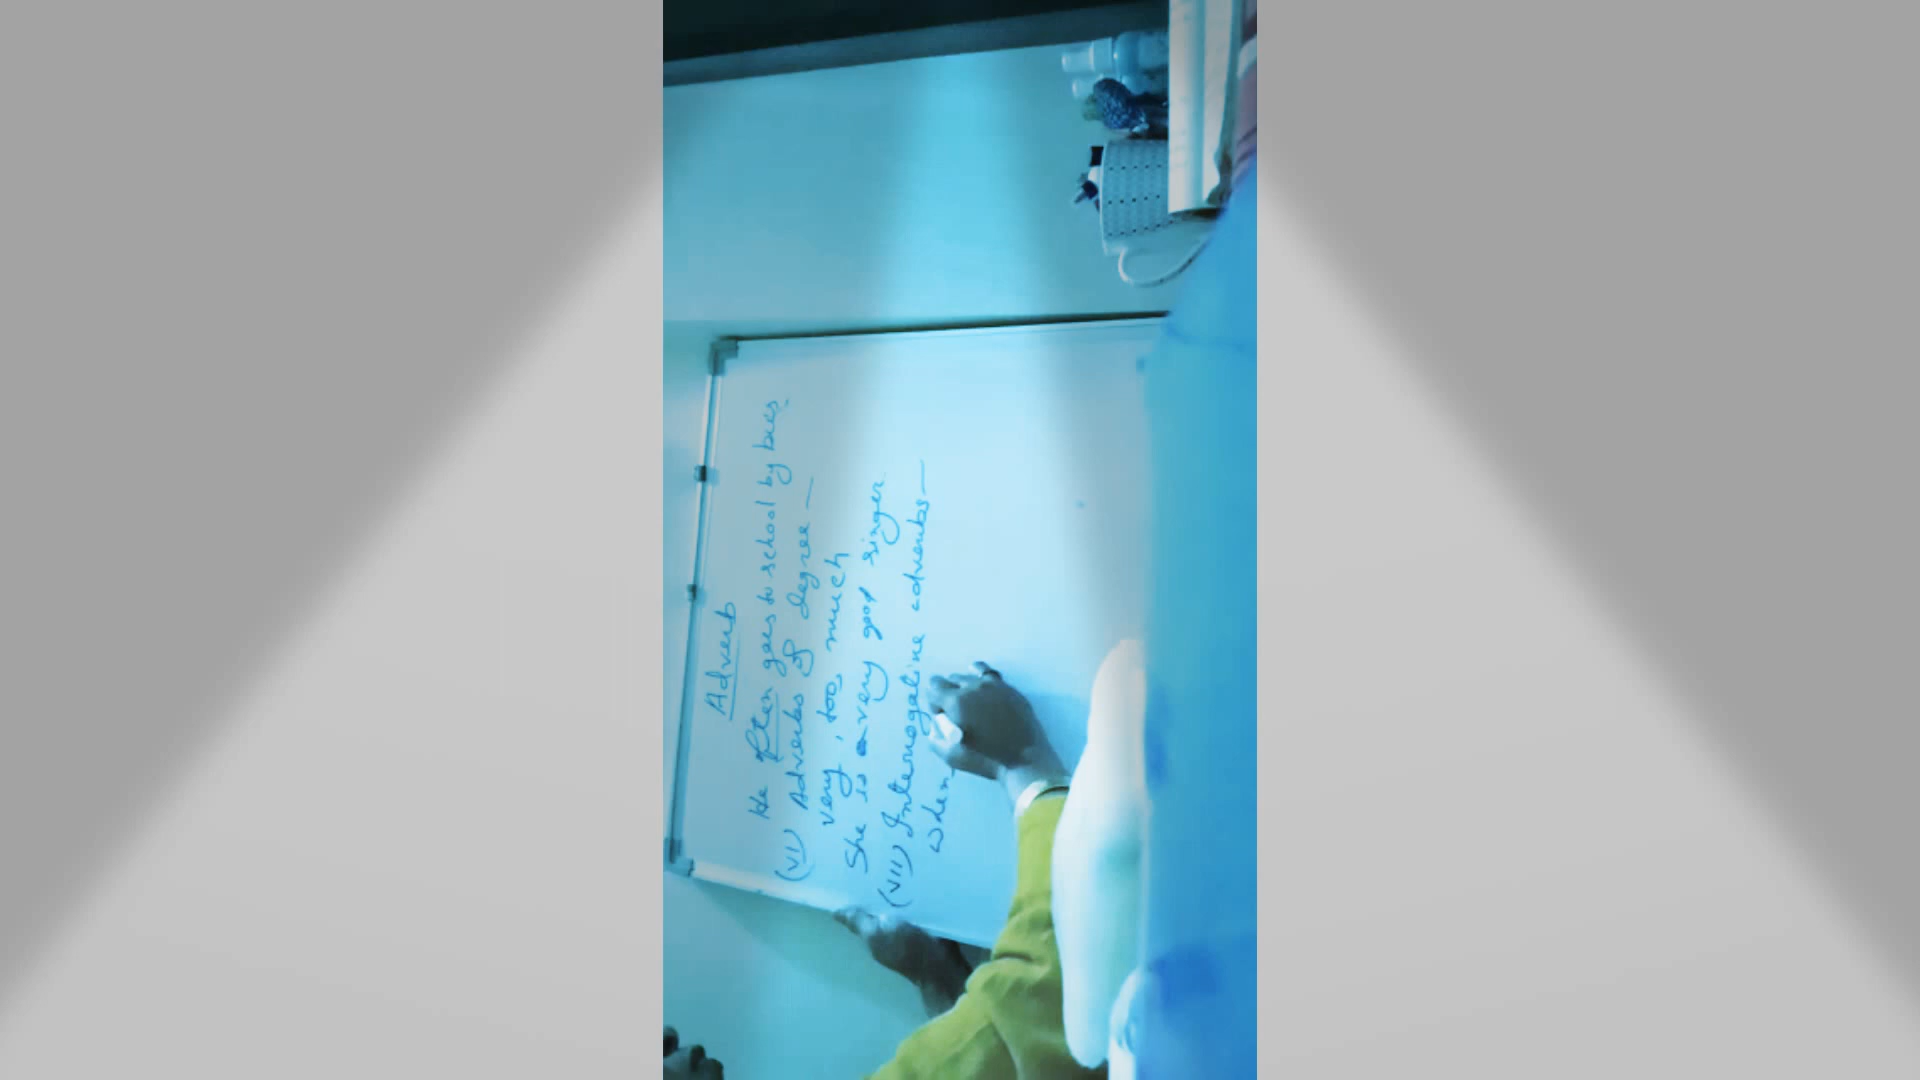 Adverb
He often goes to school by bus.
(VI) Adverbs of degree —
very, too, much
She is a very good singer.
(VII) Interrogative adverbs —
when